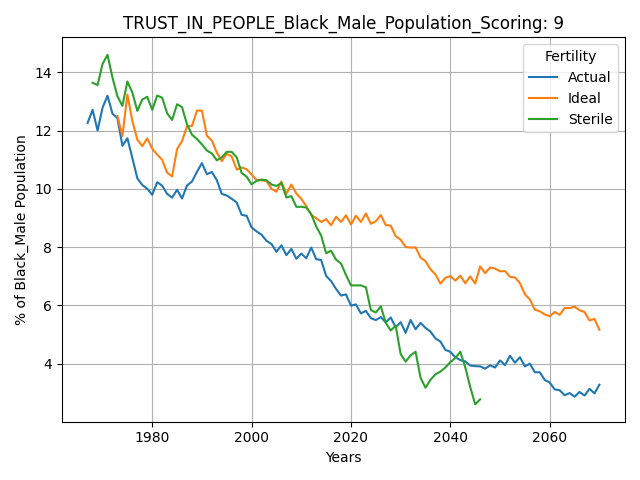 TRUST_IN_PEOPLE_Black_Male_Population_Scoring: 9
% of Black_Male Population
14
12
10
8
6
4
Fertility
Actual
Ideal
Sterile
1980
2000
2020
2040
2060
Years